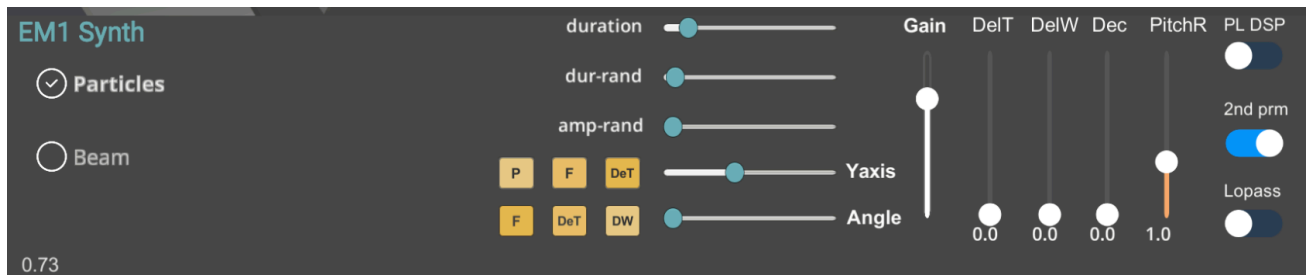 EM1 Synth
Particles
Beam
0.73
duration
dur-rand
amp-rand
P F DeT Yaxis
F DeT DW Angle
Gain DelT DelW Dec PitchR PL DSP
2nd prm
Lopass
0.0 0.0 0.0 1.0